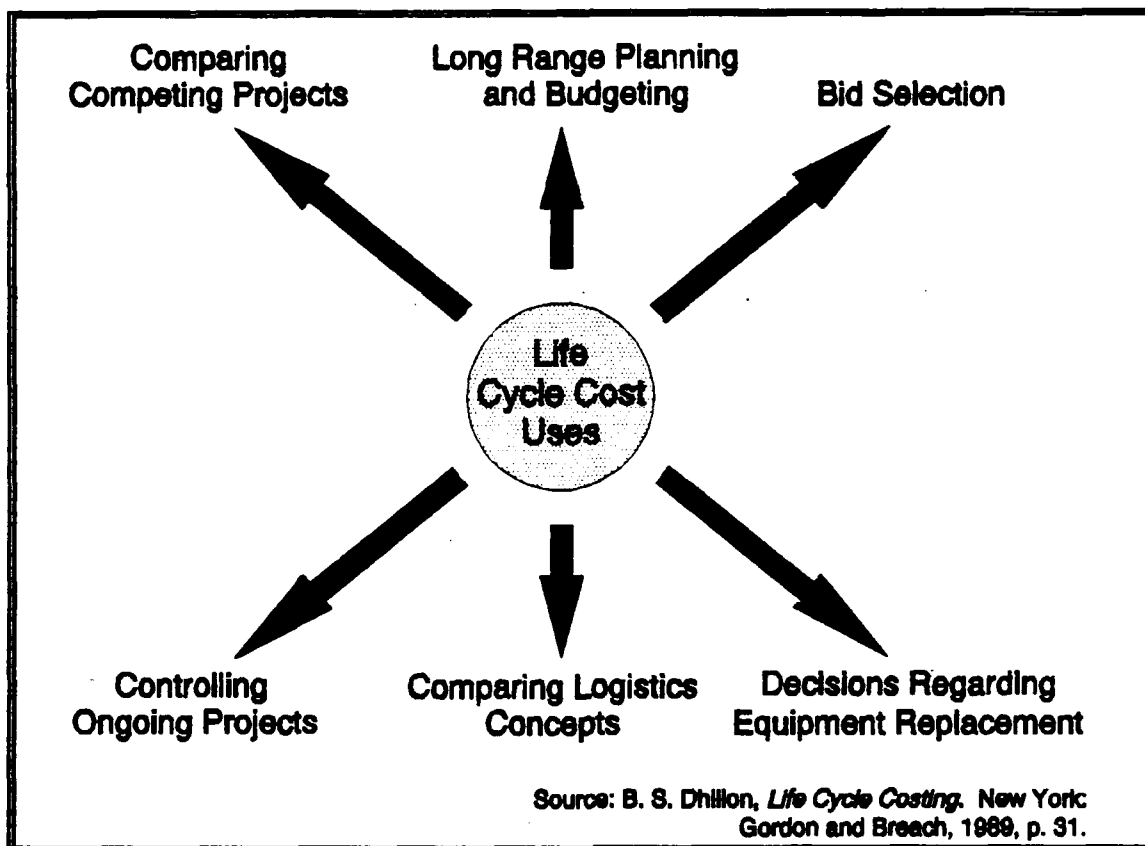 Comparing
Competing Projects
Long Range Planning
and Budgeting
Bid Selection
Life
Cycle Cost
Uses
Controlling
Ongoing Projects
Comparing Logistics
Concepts
Decisions Regarding
Equipment Replacement
Source: B. S. Dhillon, Life Cycle Costing. New York:
Gordon and Breach, 1989, p. 31.